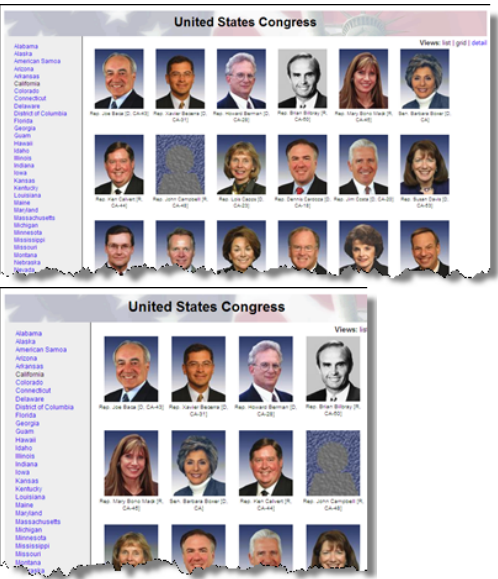 United States Congress
Views: list | grid | detail
Alabama
Alaska
American Samoa
Arizona
Arkansas
California
Colorado
Connecticut
Delaware
District of Columbia
Florida
Georgia
Guam
Hawaii
Idaho
Illinois
Indiana
Iowa
Kansas
Kentucky
Louisiana
Maine
Maryland
Massachusetts
Michigan
Minnesota
Mississippi
Missouri
Montana
Nebraska
Nevada
Rep. Joe Baca [D, CA-43]
Rep. Xavier Becerra [D,
CA-31]
Rep. Howard Berman [D,
CA-28]
Rep. Brian Bilbray [R,
CA-50]
Rep. Mary Bono Mack [R,
CA-45]
Sen. Barbara Boxer [D,
CA]
Rep. Ken Calvert [R,
CA-44]
Rep. John Campbell [R,
CA-48]
Rep. Lois Capps [D,
CA-23]
Rep. Dennis Cardoza [D,
CA-18]
Rep. Jim Costa [D, CA-20]
Rep. Susan Davis [D,
CA-53]
United States Congress
Views: lis
Alabama
Alaska
American Samoa
Arizona
Arkansas
California
Colorado
Connecticut
Delaware
District of Columbia
Florida
Georgia
Guam
Hawaii
Idaho
Illinois
Indiana
Iowa
Kansas
Kentucky
Louisiana
Maine
Maryland
Massachusetts
Michigan
Minnesota
Mississippi
Missouri
Montana
Rep. Joe Baca [D, CA-43]
Rep. Xavier Becerra [D,
CA-31]
Rep. Howard Berman [D,
CA-28]
Rep. Brian Bilbray [R,
CA-50]
Rep. Mary Bono Mack [R,
CA-45]
Sen. Barbara Boxer [D,
CA]
Rep. Ken Calvert [R,
CA-44]
Rep. John Campbell [R,
CA-48]